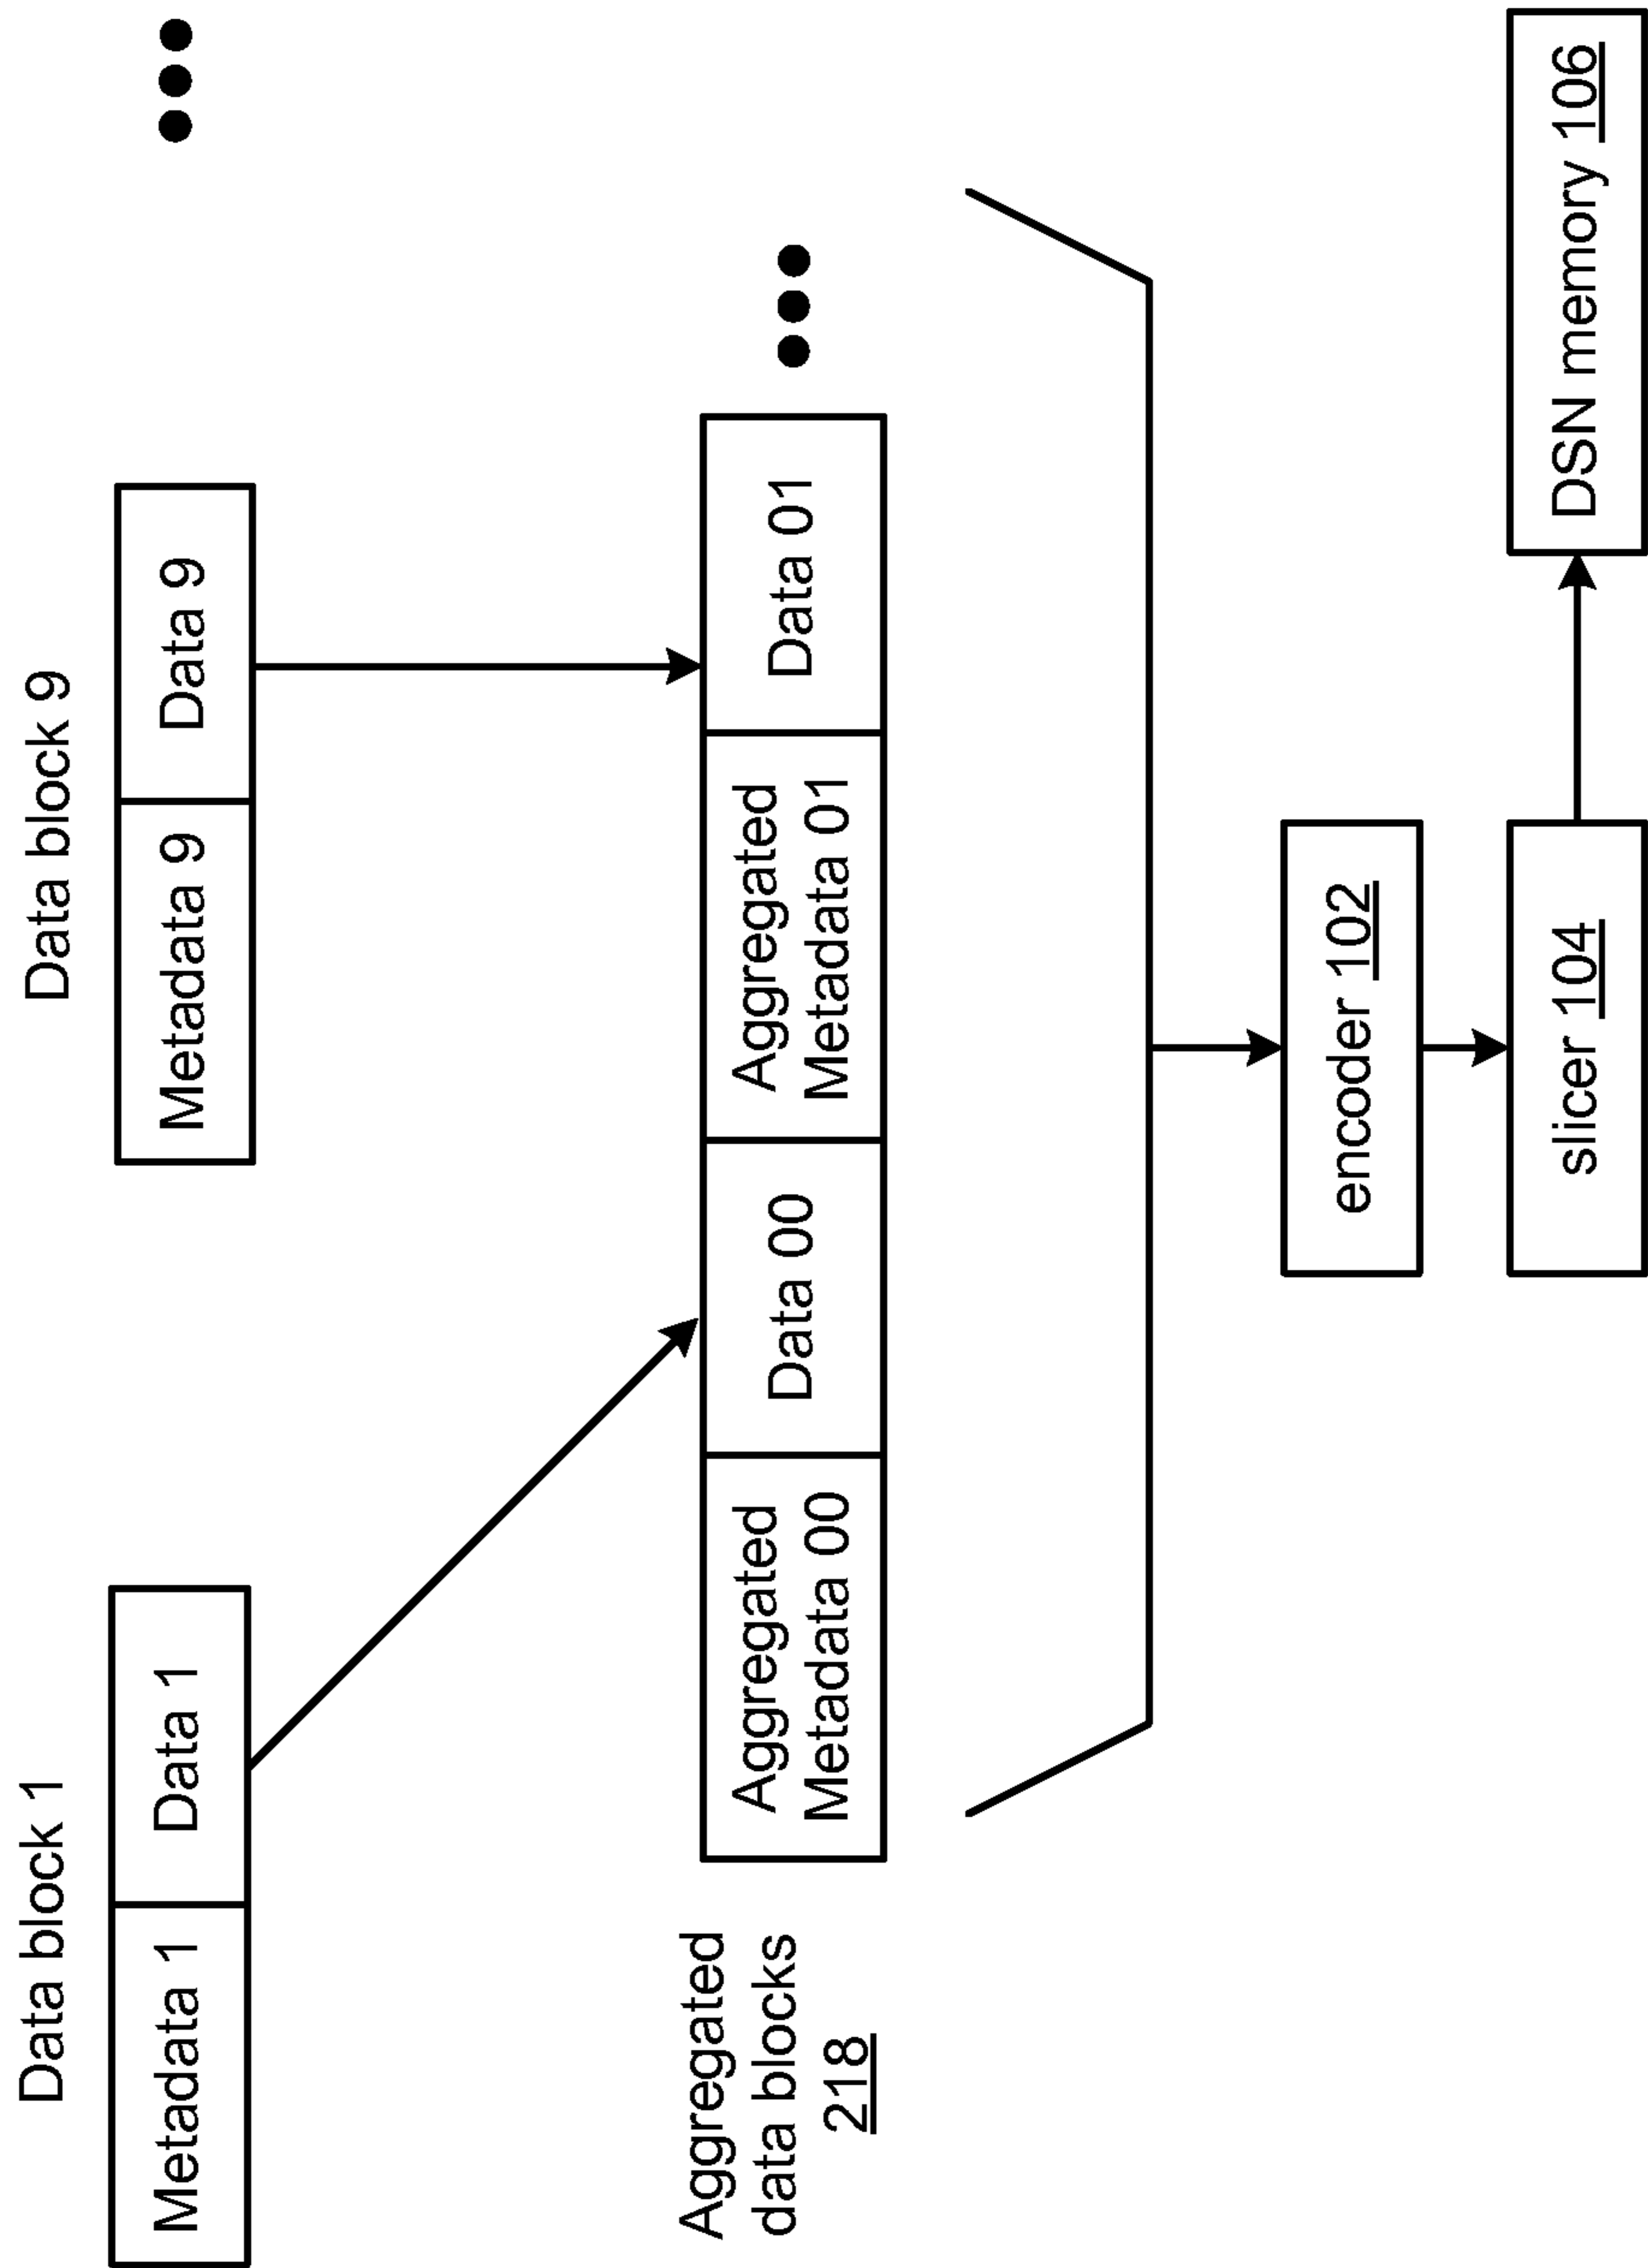 Data block 1
Data block 9
Metadata 1
Data 1
Metadata 9
Data 9
Aggregated
data blocks
218
Aggregated
Metadata 00
Data 00
Aggregated
Metadata 01
Data 01
encoder 102
slicer 104
DSN memory 106